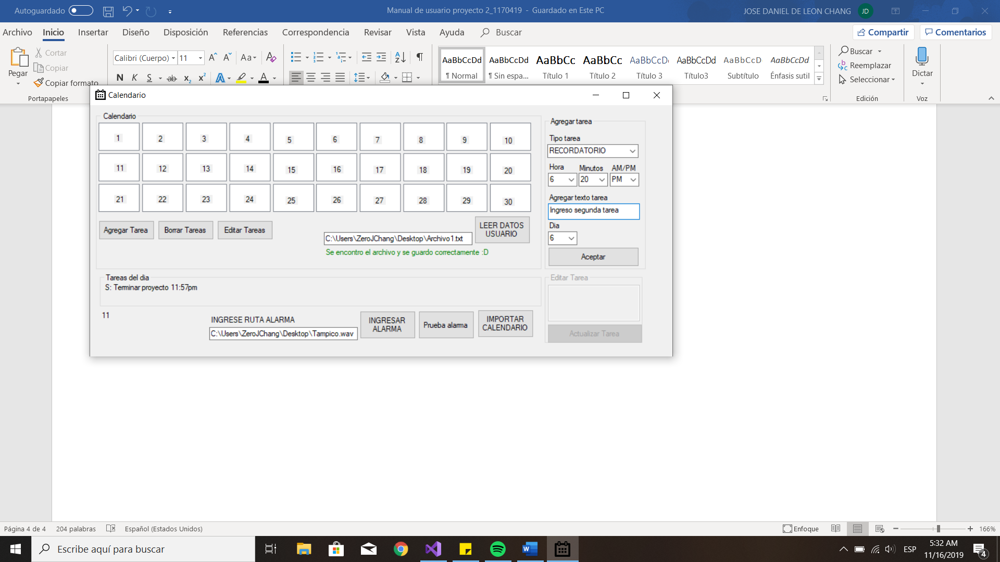 Autoguardado
Manual de usuario proyecto 2_1170419 - Guardado en Este PC
JOSE DANIEL DE LEON CHANG JD
Archivo Inicio Insertar Diseño Disposición Referencias Correspondencia Revisar Vista Ayuda Buscar
Compartir Comentarios
Pegar
Cortar
Copiar
Copiar formato
Portapapeles
Calibri (Cuerpo) 11
Aa
N K S ab x₂ x² A A
AaBbCcDd AaBbCcDd AaBbCc AaBbCc AaBbCcDc AaBbCcDd AaBbCcD AaBbCcDd
¶ Normal ¶ Sin espa... Título 1 Título 2 Título 3 Título3 Subtítulo Énfasis sutil
Buscar
Reemplazar
Seleccionar
Edición
Dictar
Voz
Calendario
Calendario
1 2 3 4 5 6 7 8 9 10
11 12 13 14 15 16 17 18 19 20
21 22 23 24 25 26 27 28 29 30
Agregar Tarea Borrar Tareas Editar Tareas
C:\Users\ZeroJChang\Desktop\Archivo1.txt
LEER DATOS
USUARIO
Se encontro el archivo y se guardo correctamente :D
Agregar tarea
Tipo tarea
RECORDATORIO
Hora Minutos AM/PM
6 20 PM
Agregar texto tarea
Ingreso segunda tarea
Dia
6
Aceptar
Tareas del dia
S: Terminar proyecto 11:57pm
11
INGRESE RUTA ALARMA
C:\Users\ZeroJChang\Desktop\Tampico.wav
INGRESAR
ALARMA
Prueba alarma
IMPORTAR
CALENDARIO
Editar Tarea
Actualizar Tarea
Página 4 de 4 204 palabras Español (Estados Unidos)
Enfoque 166%
Escribe aquí para buscar
ESP
5:32 AM
11/16/2019
4